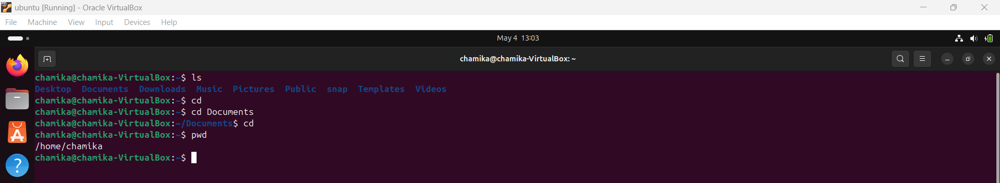 ubuntu [Running] - Oracle VirtualBox
File Machine View Input Devices Help
May 4 13:03
chamika@chamika-VirtualBox: ~
chamika@chamika-VirtualBox:~$ ls
Desktop Documents Downloads Music Pictures Public snap Templates Videos
chamika@chamika-VirtualBox:~$ cd
chamika@chamika-VirtualBox:~$ cd Documents
chamika@chamika-VirtualBox:~/Documents$ cd
chamika@chamika-VirtualBox:~$ pwd
/home/chamika
chamika@chamika-VirtualBox:~$